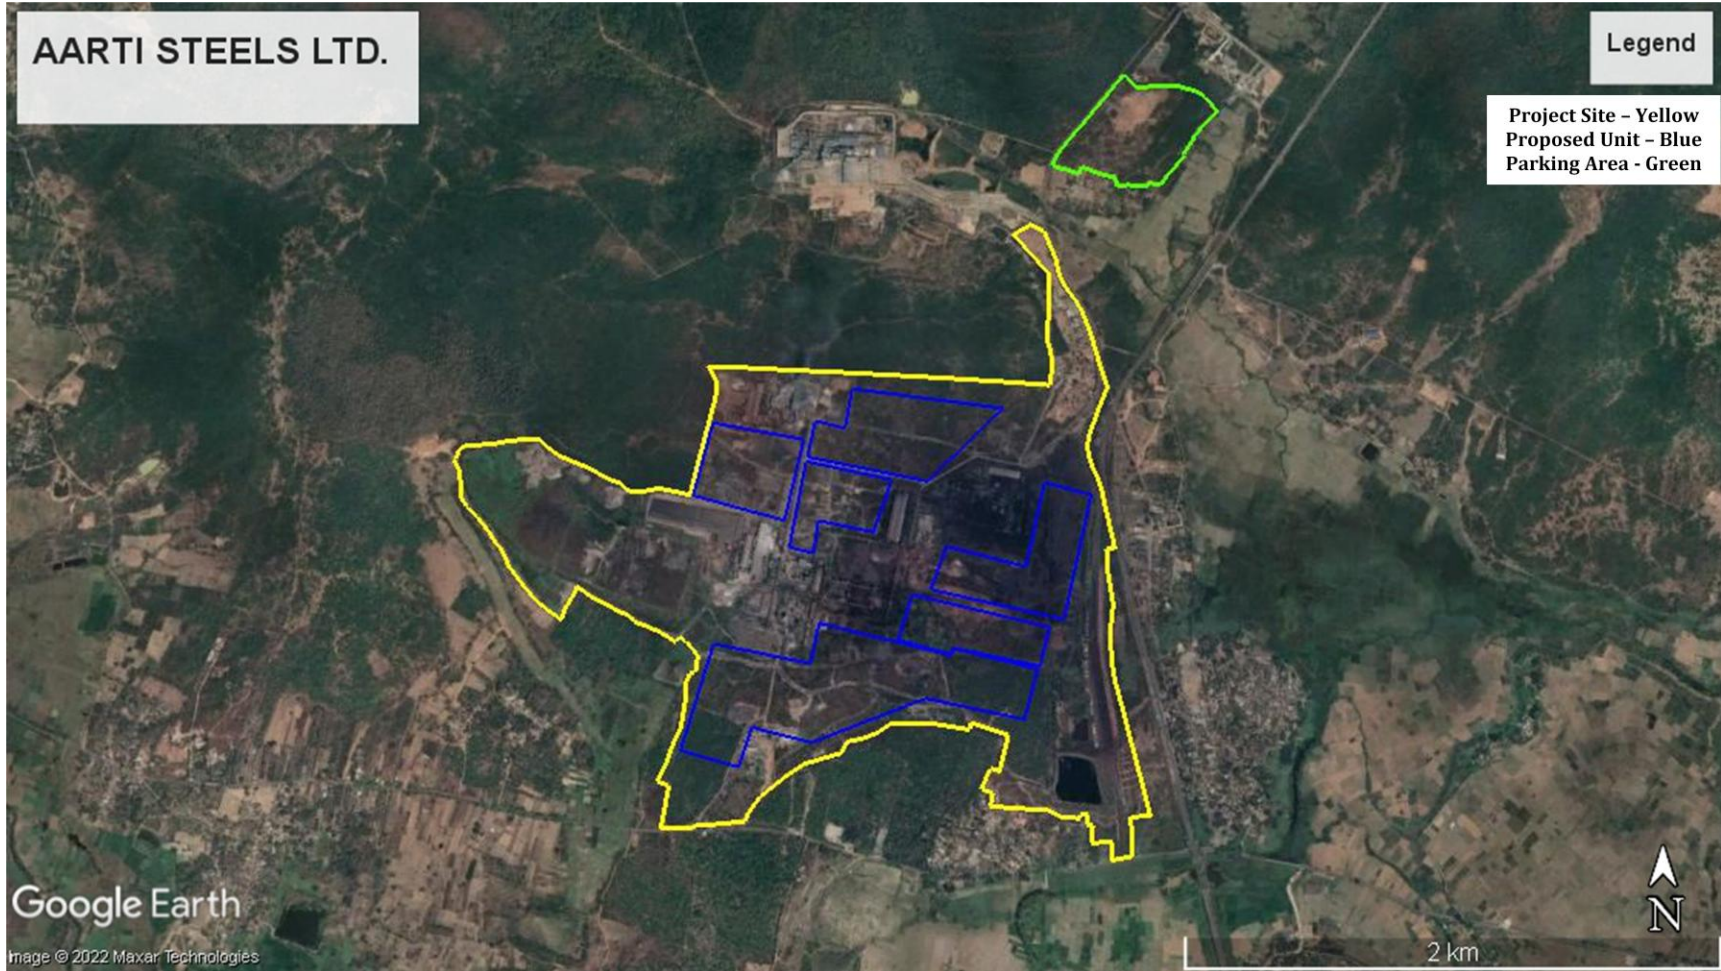 AARTI STEELS LTD.
Legend
Project Site – Yellow
Proposed Unit – Blue
Parking Area - Green
Google Earth
N
Image © 2022 Maxar Technologies
2 km